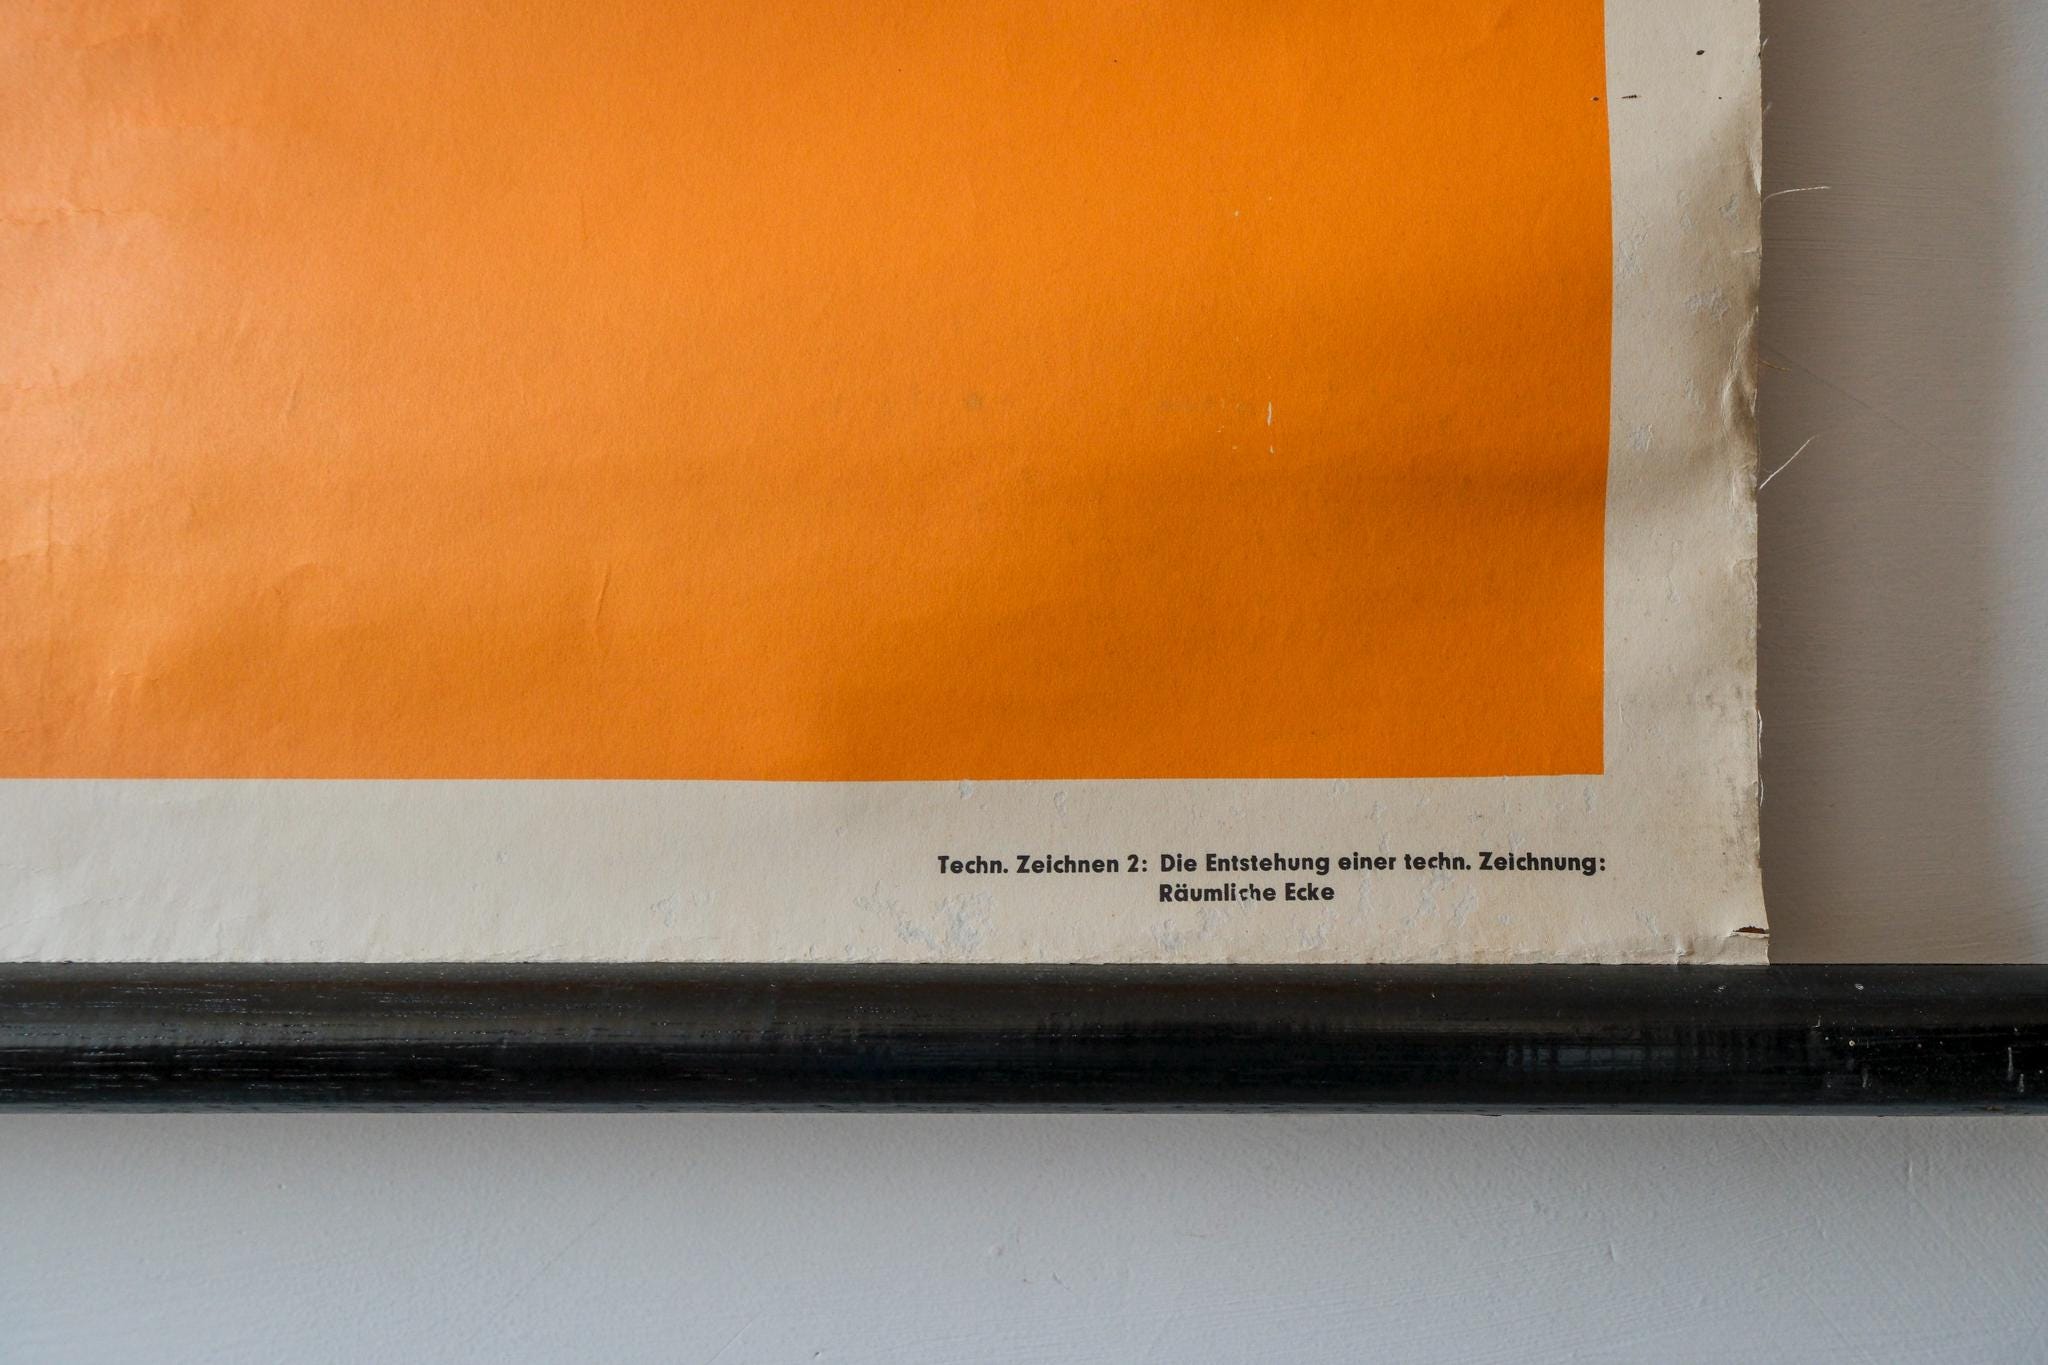 Techn. Zeichnen 2: Die Entstehung einer techn. Zeichnung:
Räumliche Ecke